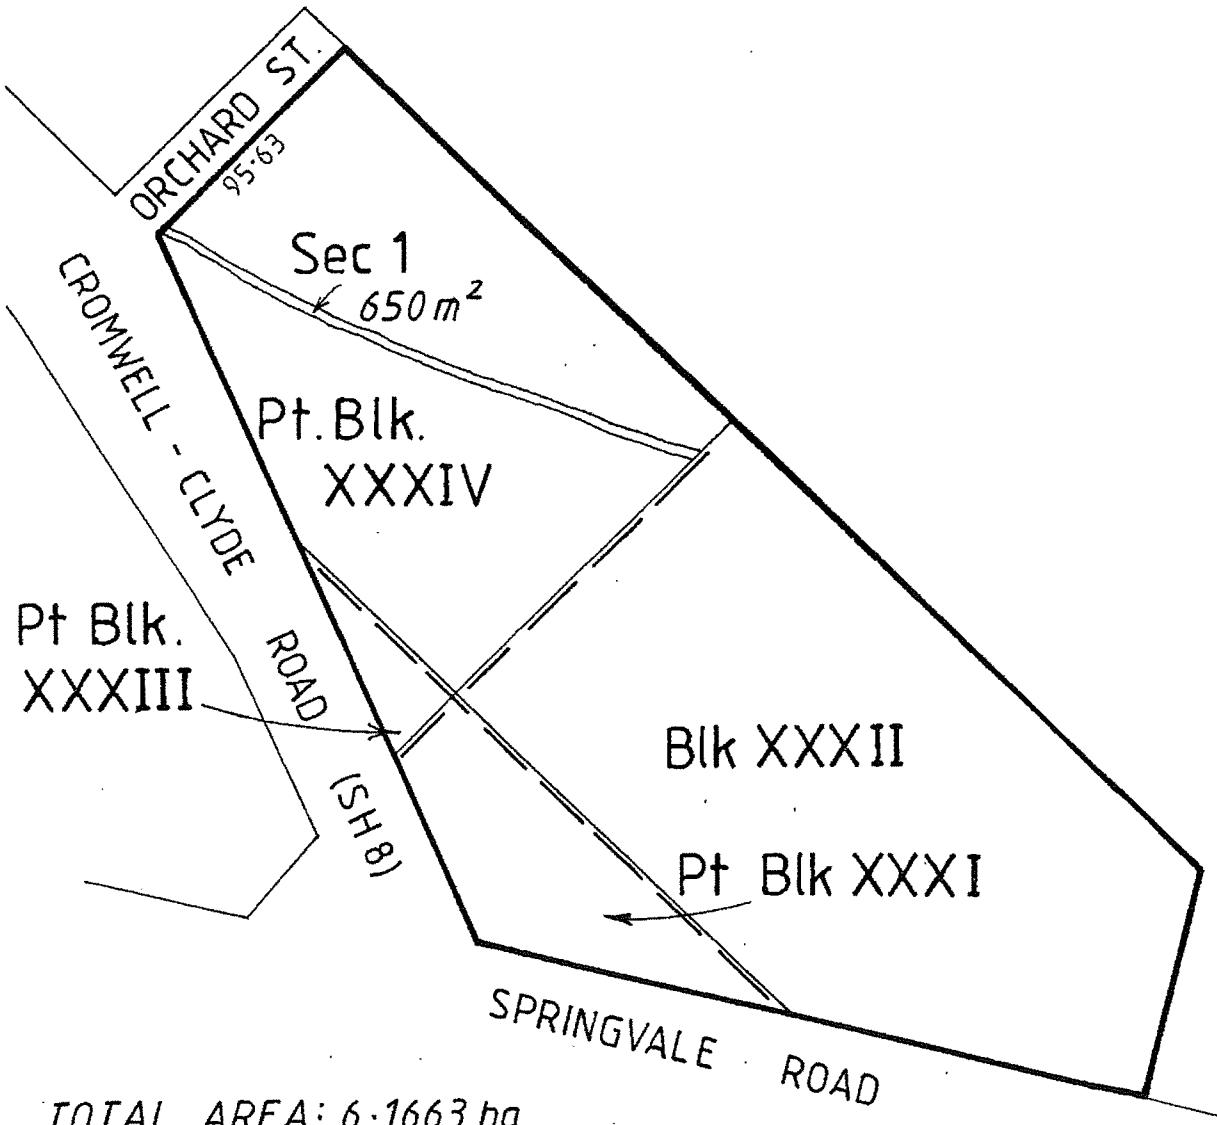 ORCHARD ST.
95·63
Sec 1
650 m²
CROMWELL - CLYDE ROAD (SH 8)
Pt. Blk.
XXXIV
Pt Blk.
XXXIII
Blk XXXII
Pt Blk XXXI
SPRINGVALE ROAD
TOTAL AREA: 6·1663 ha